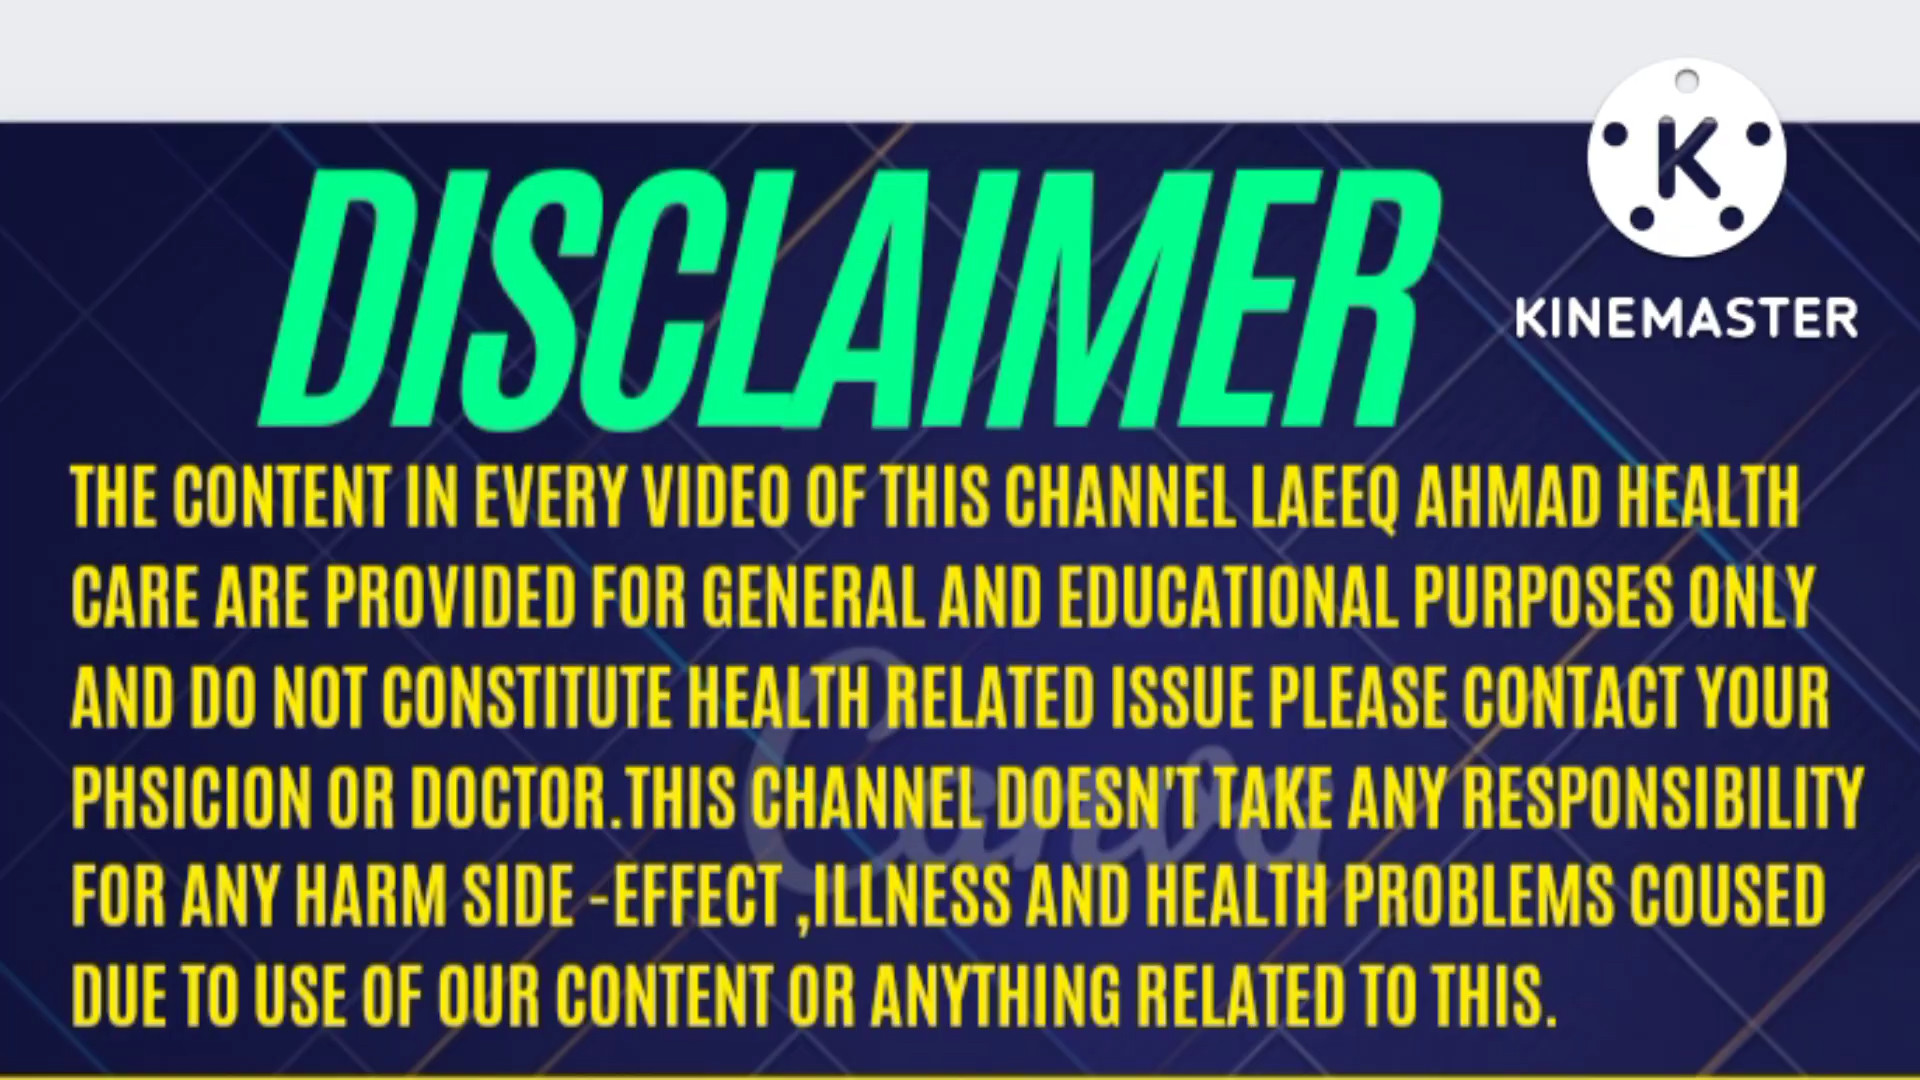 DISCLAIMER
KINEMASTER
THE CONTENT IN EVERY VIDEO OF THIS CHANNEL LAEEQ AHMAD HEALTH
CARE ARE PROVIDED FOR GENERAL AND EDUCATIONAL PURPOSES ONLY
AND DO NOT CONSTITUTE HEALTH RELATED ISSUE PLEASE CONTACT YOUR
PHSICION OR DOCTOR.THIS CHANNEL DOESN'T TAKE ANY RESPONSIBILITY
FOR ANY HARM SIDE -EFFECT ,ILLNESS AND HEALTH PROBLEMS COUSED
DUE TO USE OF OUR CONTENT OR ANYTHING RELATED TO THIS.
Canva